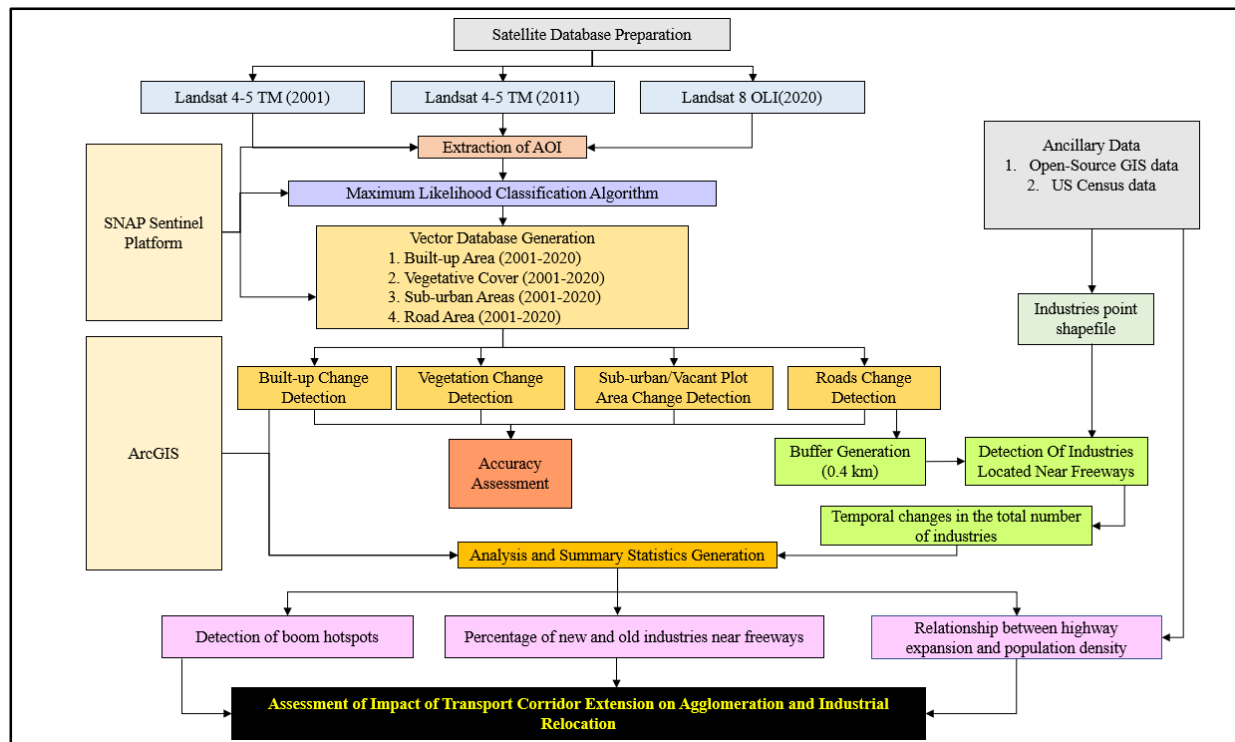 Satellite Database Preparation
Landsat 4-5 TM (2001)
Landsat 4-5 TM (2011)
Landsat 8 OLI(2020)
Extraction of AOI
Maximum Likelihood Classification Algorithm
SNAP Sentinel
Platform
Vector Database Generation
1. Built-up Area (2001-2020)
2. Vegetative Cover (2001-2020)
3. Sub-urban Areas (2001-2020)
4. Road Area (2001-2020)
Ancillary Data
1. Open-Source GIS data
2. US Census data
Industries point
shapefile
Built-up Change
Detection
Vegetation Change
Detection
Sub-urban/Vacant Plot
Area Change Detection
Roads Change
Detection
ArcGIS
Accuracy
Assessment
Buffer Generation
(0.4 km)
Detection Of Industries
Located Near Freeways
Temporal changes in the total number
of industries
Analysis and Summary Statistics Generation
Detection of boom hotspots
Percentage of new and old industries near freeways
Relationship between highway
expansion and population density
Assessment of Impact of Transport Corridor Extension on Agglomeration and Industrial
Relocation